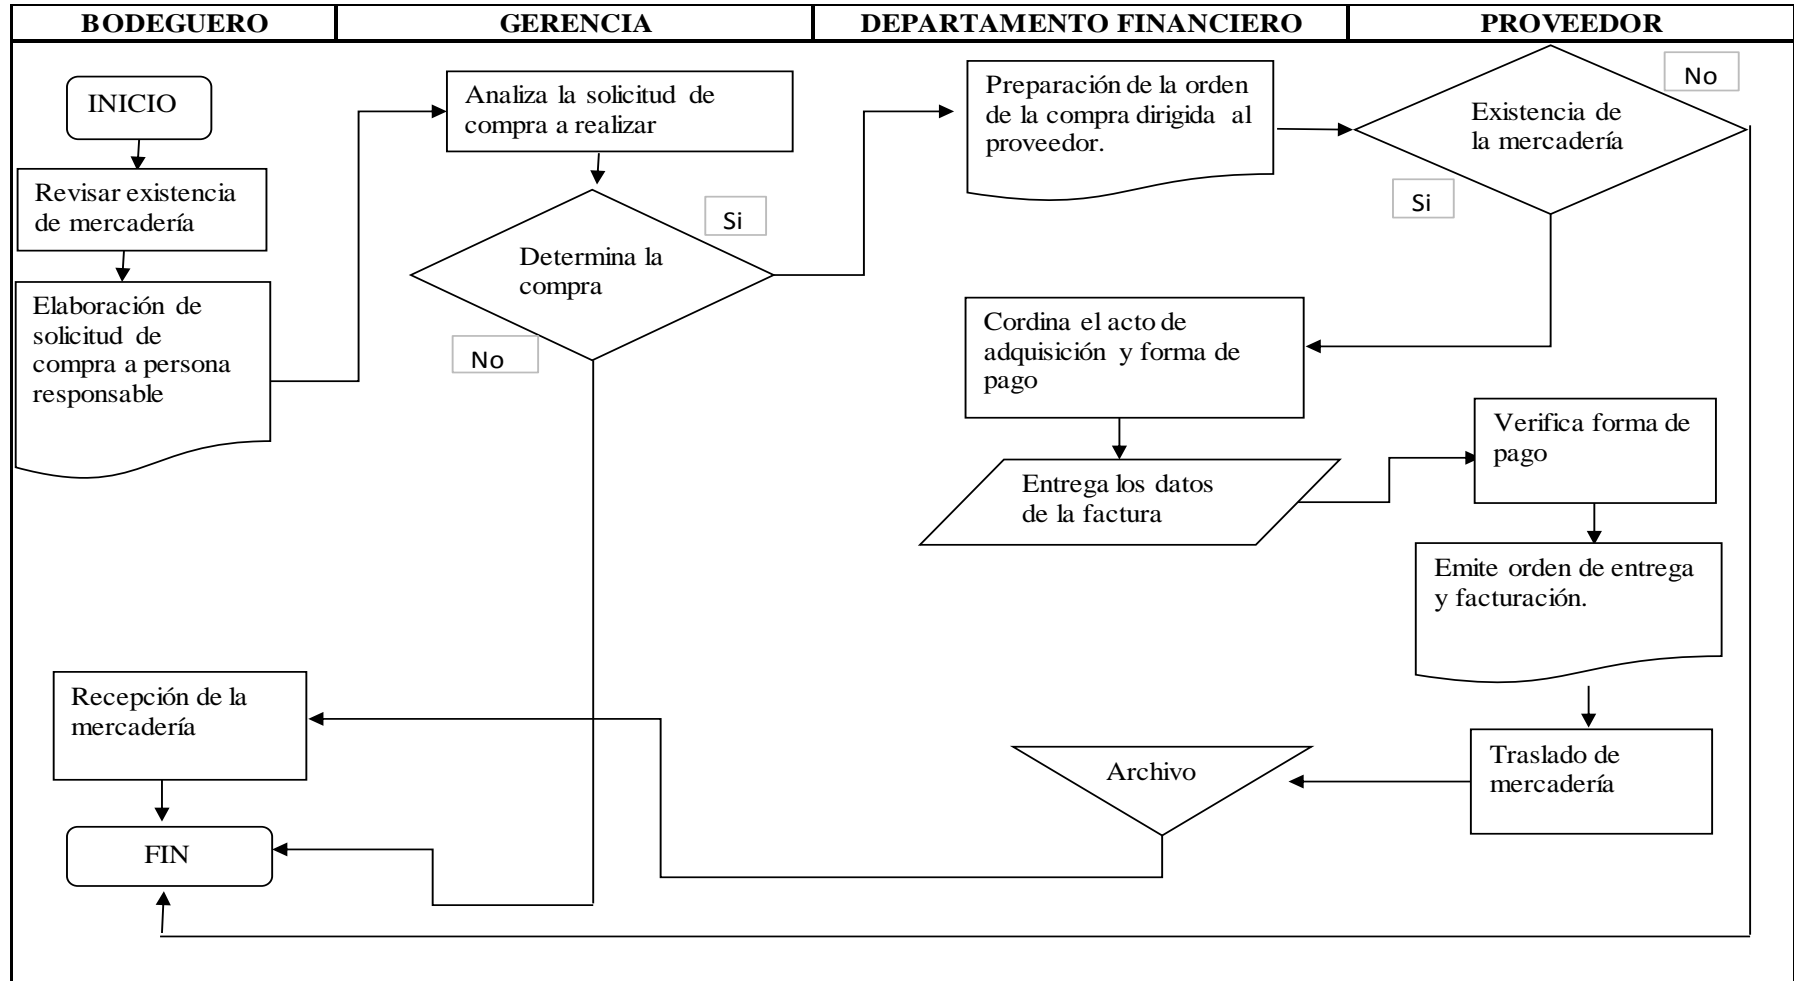 BODEGUERO
GERENCIA
DEPARTAMENTO FINANCIERO
PROVEEDOR
INICIO
Revisar existencia
de mercadería
Elaboración de
solicitud de
compra a persona
responsable
Analiza la solicitud de
compra a realizar
Determina la
compra
Si
No
Preparación de la orden
de la compra dirigida al
proveedor.
Existencia de
la mercadería
No
Si
Cordina el acto de
adquisición y forma de
pago
Entrega los datos
de la factura
Verifica forma de
pago
Emite orden de entrega
y facturación.
Traslado de
mercadería
Archivo
Recepción de la
mercadería
FIN